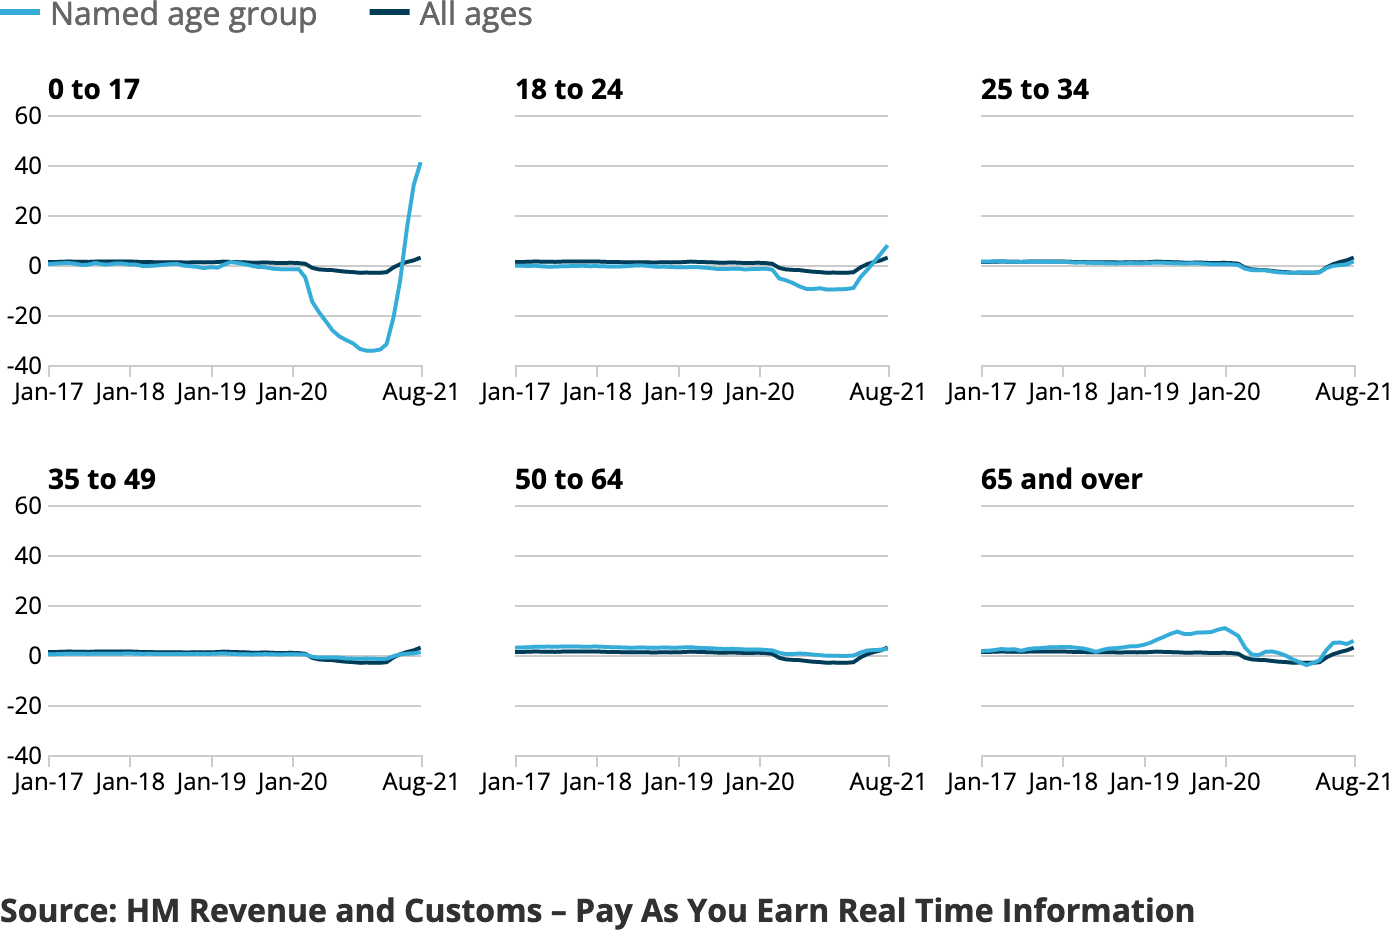 Named age group All ages
0 to 17 18 to 24 25 to 34
60
40
20
0
-20
-40
Jan-17 Jan-18 Jan-19 Jan-20 Aug-21 Jan-17 Jan-18 Jan-19 Jan-20 Aug-21 Jan-17 Jan-18 Jan-19 Jan-20 Aug-21
35 to 49 50 to 64 65 and over
60
40
20
0
-20
-40
Jan-17 Jan-18 Jan-19 Jan-20 Aug-21 Jan-17 Jan-18 Jan-19 Jan-20 Aug-21 Jan-17 Jan-18 Jan-19 Jan-20 Aug-21
Source: HM Revenue and Customs – Pay As You Earn Real Time Information